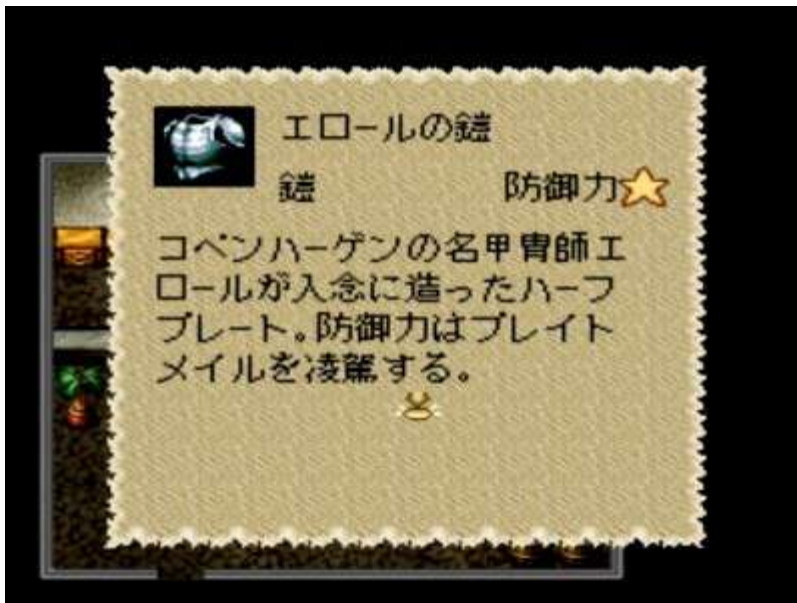 エロールの鎧
鎧 防御力
コペンハーゲンの名甲冑師エ
ロールが入念に造ったハーフ
プレート。防御力はプレイト
メイルを凌駕する。